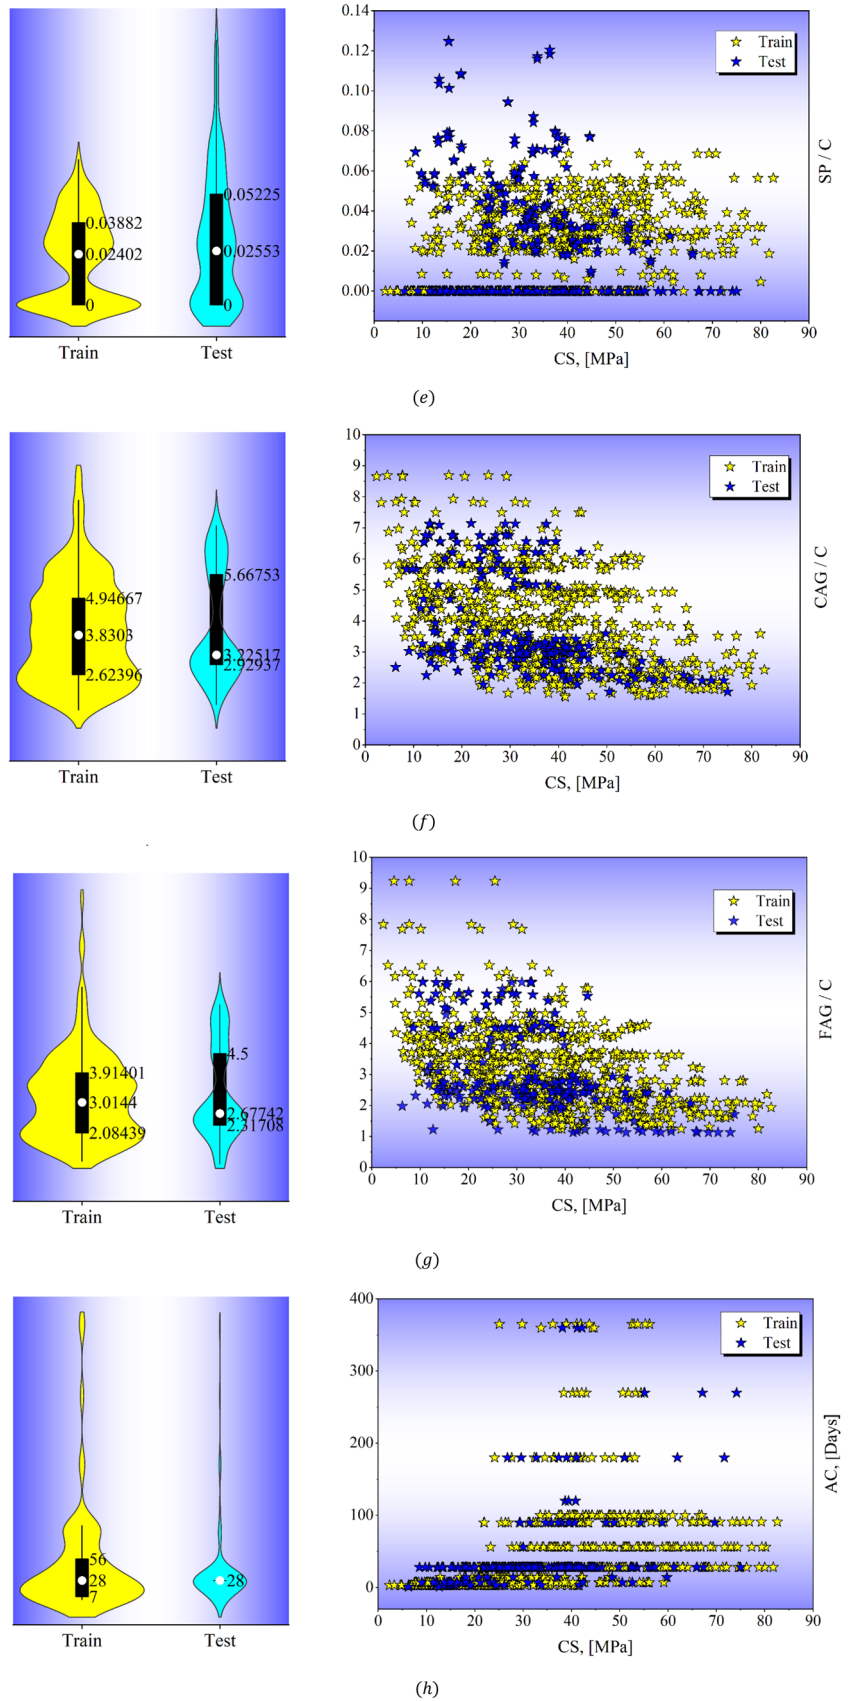 0.03882
0.02402
0
0.05225
0.02553
0
Train
Test
0.14
0.12
0.10
0.08
0.06
0.04
0.02
0.00
0 10 20 30 40 50 60 70 80 90
CS, [MPa]
SP / C
Train
Test
(e)
4.94667
3.8303
2.62396
5.66753
3.22517
2.92937
Train
Test
10
9
8
7
6
5
4
3
2
1
0
0 10 20 30 40 50 60 70 80 90
CS, [MPa]
CAG / C
Train
Test
(f)
3.91401
3.0144
2.08439
4.5
2.67742
2.31708
Train
Test
10
9
8
7
6
5
4
3
2
1
0
0 10 20 30 40 50 60 70 80 90
CS, [MPa]
FAG / C
Train
Test
(g)
56
28
7
28
Train
Test
400
300
200
100
0
0 10 20 30 40 50 60 70 80 90
CS, [MPa]
AC, [Days]
Train
Test
(h)